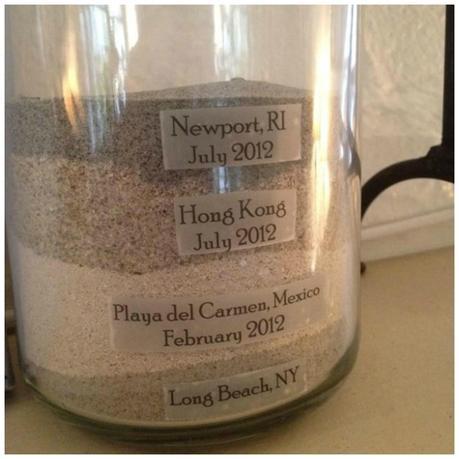 Newport, RI
July 2012
Hong Kong
July 2012
Playa del Carmen, Mexico
February 2012
Long Beach, NY